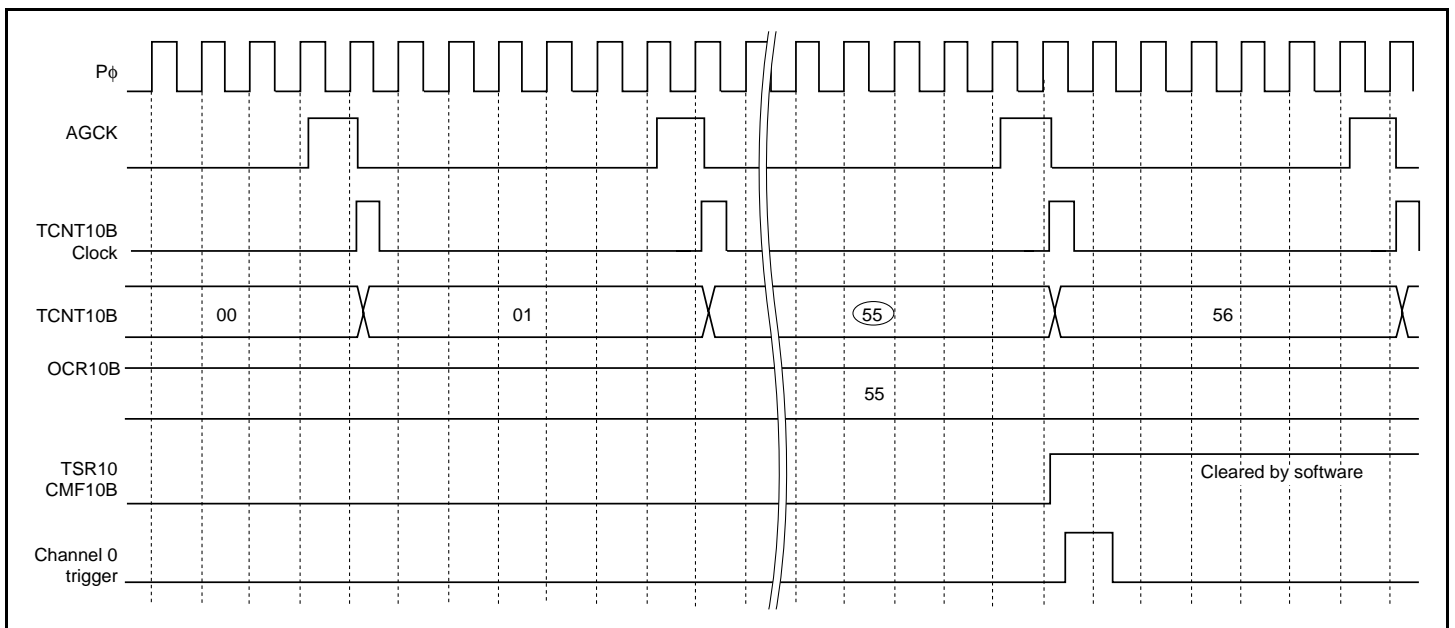 Pφ
AGCK
TCNT10B
Clock
TCNT10B
00
01
55
56
OCR10B
55
TSR10
CMF10B
Cleared by software
Channel 0
trigger